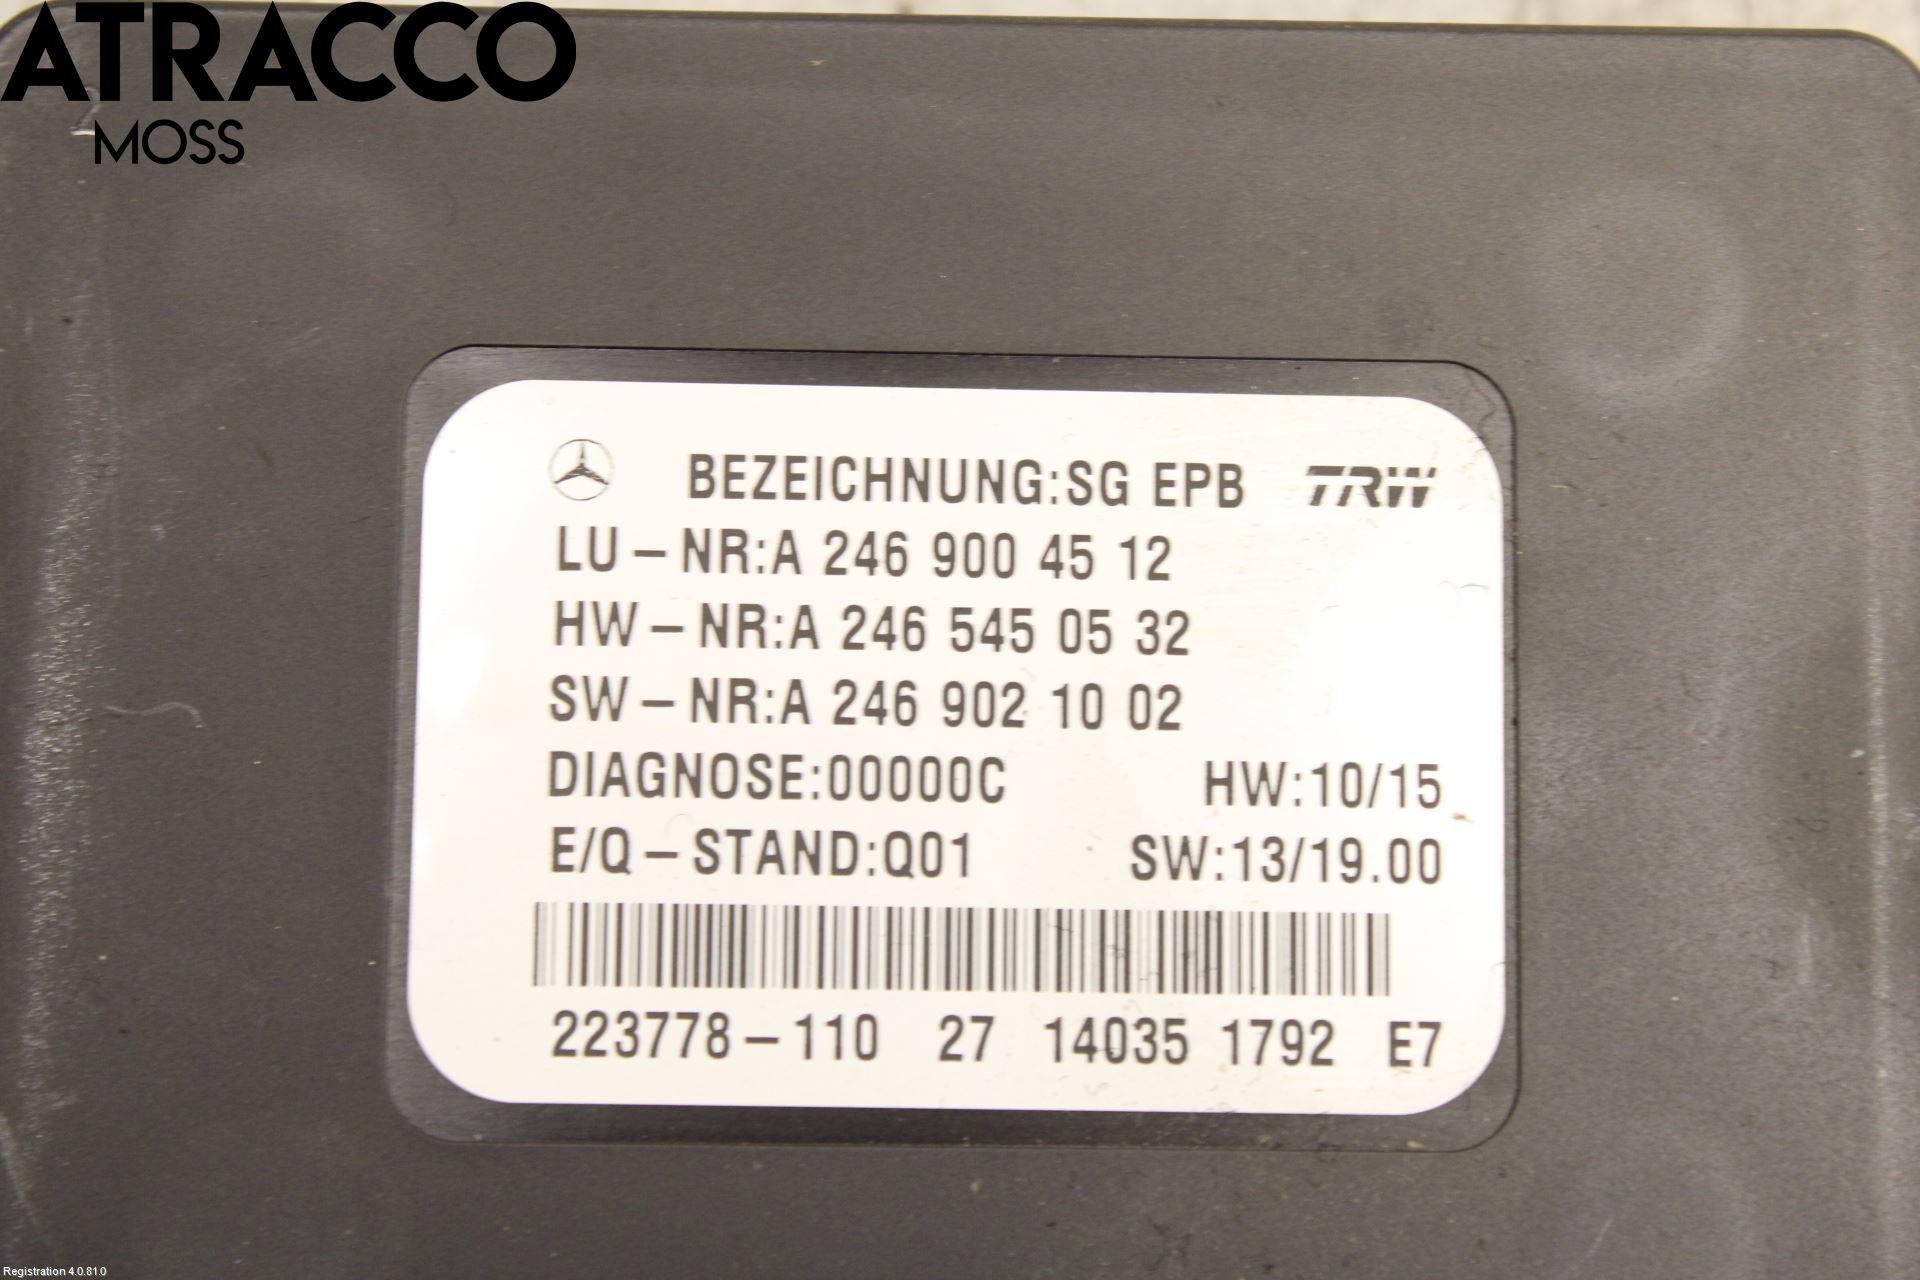 ATRACCO
MOSS
BEZEICHNUNG:SG EPB TRW
LU-NR:A 246 900 45 12
HW-NR:A 246 545 05 32
SW-NR:A 246 902 10 02
DIAGNOSE:00000C HW:10/15
E/Q-STAND:Q01 SW:13/19.00
223778-110 27 14035 1792 E7
Registration 4.0.81.0